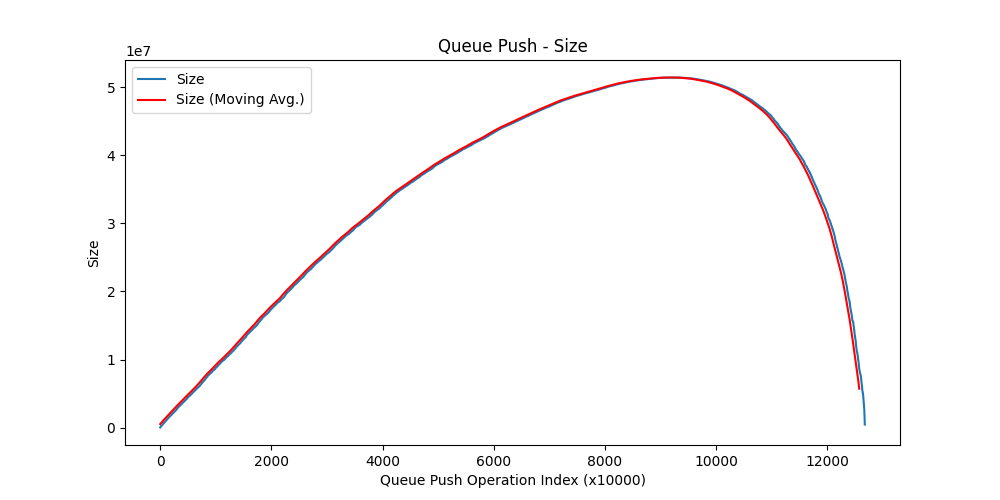 Queue Push - Size
1e7
Size
Size (Moving Avg.)
5
4
3
2
1
0
Size
0 2000 4000 6000 8000 10000 12000
Queue Push Operation Index (x10000)